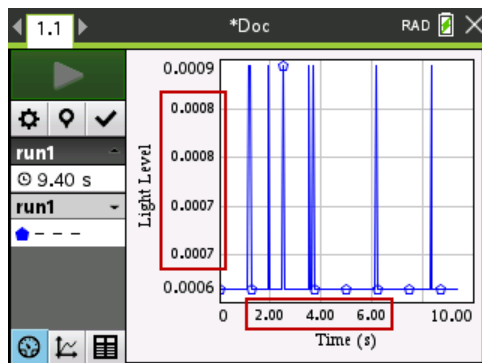 1.1
*Doc
RAD
run1
9.40 s
run1
0.0009
0.0008
0.0008
0.0007
0.0007
0.0006
Light Level
0
2.00
4.00
6.00
10.00
Time (s)